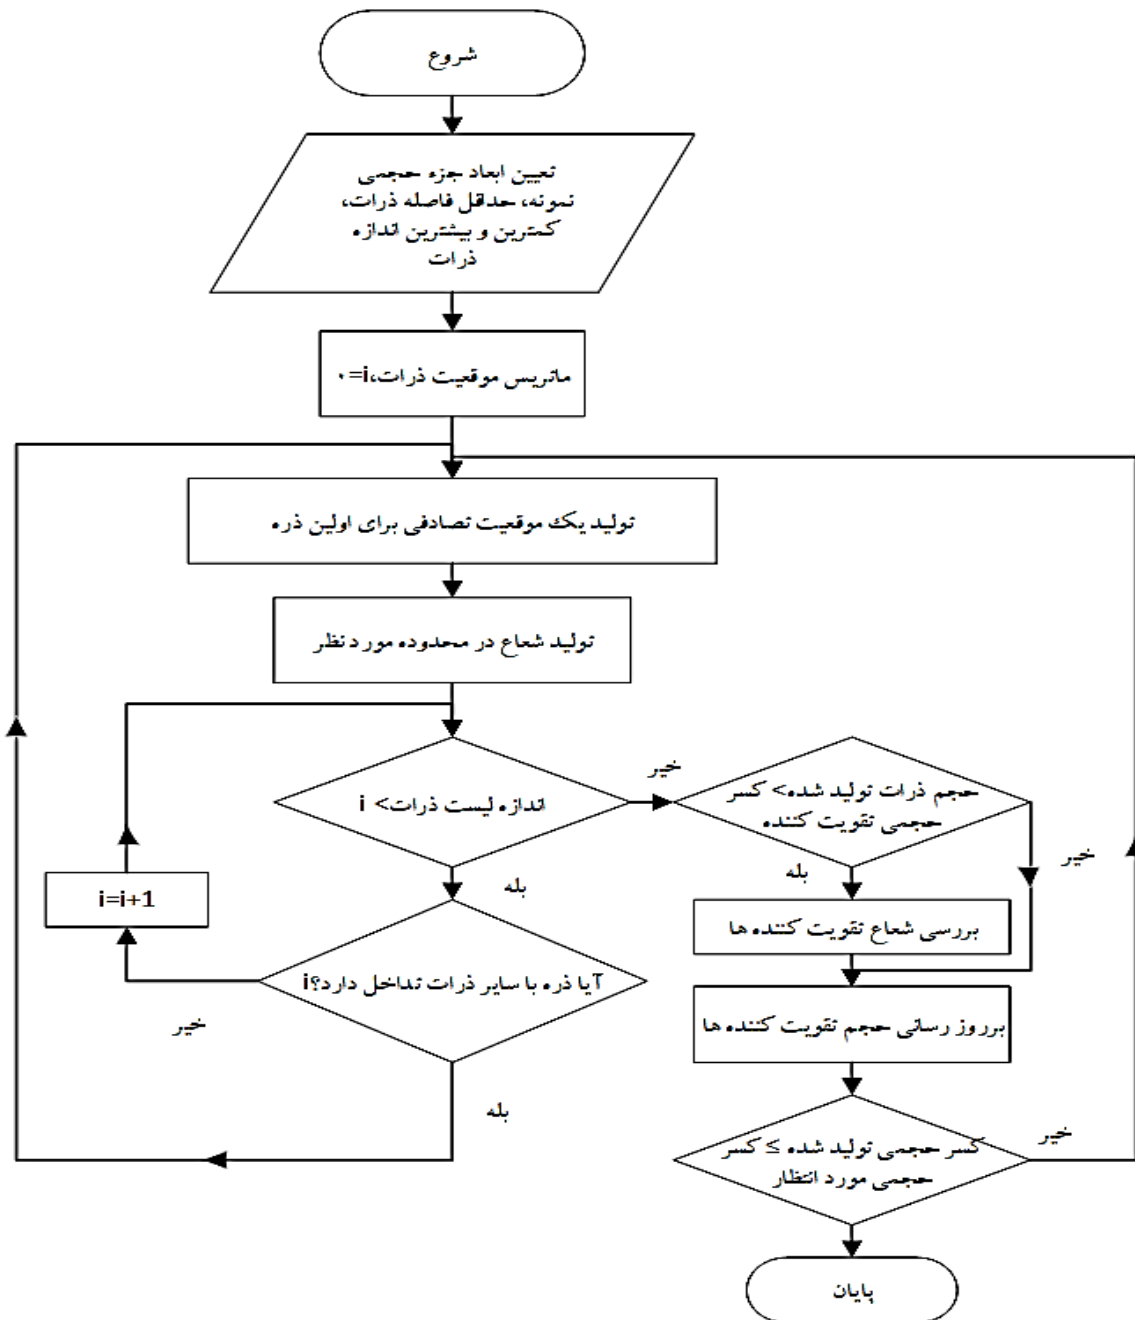 شروع
تعیین ابعاد جزء حجمی
نمونه، حداقل فاصله ذرات،
کمترین و بیشترین اندازه
ذرات
ماتریس موقعیت ذرات،i=۰
تولید یک موقعیت تصادفی برای اولین ذره
تولید شعاع در محدوده مورد نظر
اندازه لیست ذرات> i
خیر
حجم ذرات تولید شده> کسر
حجمی تقویت کننده
خیر
بله
بله
i=i+1
بررسی شعاع تقویت کننده ها
آیا ذره با سایر ذرات تداخل دارد؟i
خیر
برروز رسانی حجم تقویت کننده ها
بله
کسر حجمی تولید شده ≥ کسر
حجمی مورد انتظار
خیر
پایان